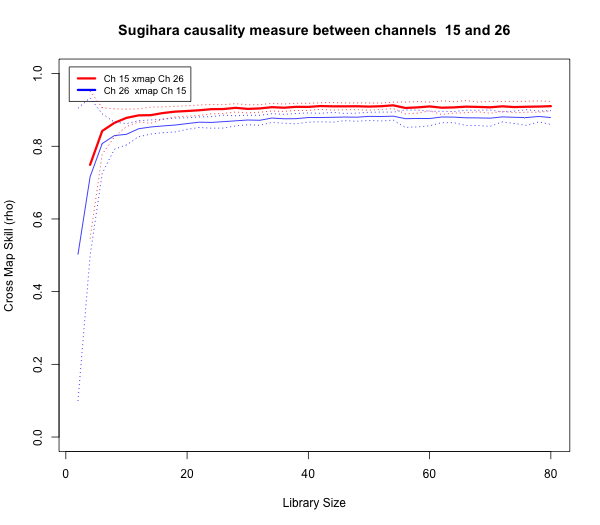 Sugihara causality measure between channels  15 and 26
Ch 15 xmap Ch 26
Ch 26  xmap Ch 15
Cross Map Skill (rho)
1.0
0.8
0.6
0.4
0.2
0.0
0 20 40 60 80
Library Size